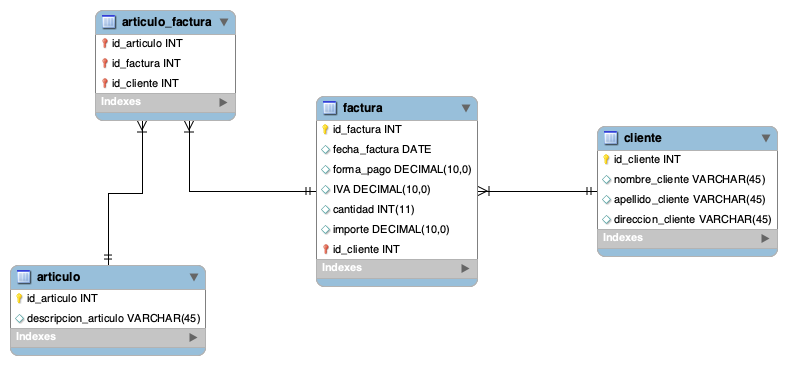 articulo_factura
id_articulo INT
id_factura INT
id_cliente INT
Indexes
factura
id_factura INT
fecha_factura DATE
forma_pago DECIMAL(10,0)
IVA DECIMAL(10,0)
cantidad INT(11)
importe DECIMAL(10,0)
id_cliente INT
Indexes
cliente
id_cliente INT
nombre_cliente VARCHAR(45)
apellido_cliente VARCHAR(45)
direccion_cliente VARCHAR(45)
Indexes
articulo
id_articulo INT
descripcion_articulo VARCHAR(45)
Indexes